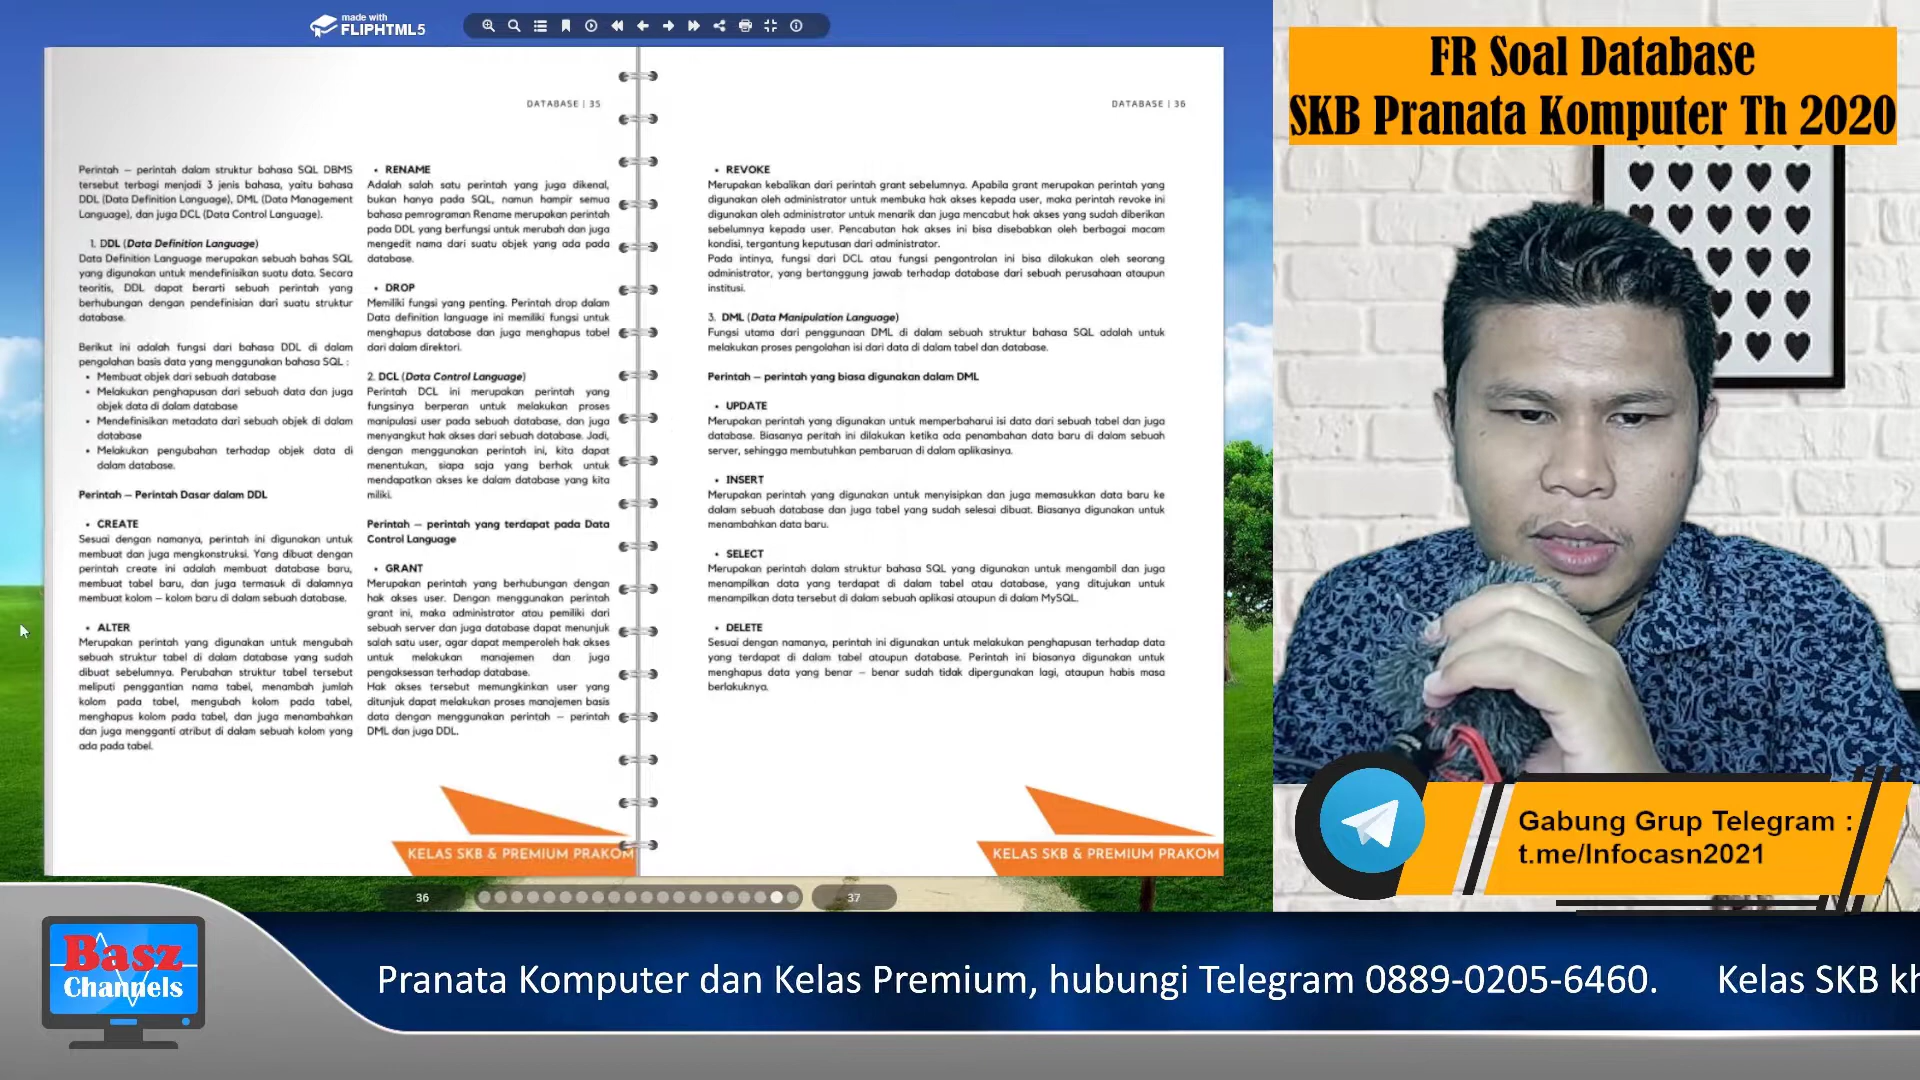 made with
FLIPHTML5
FR Soal Database
SKB Pranata Komputer Th 2020
DATABASE | 35
Perintah – perintah dalam struktur bahasa SQL DBMS
tersebut terbagi menjadi 3 jenis bahasa, yaitu bahasa
DDL (Data Definition Language), DML (Data Management
Language), dan juga DCL (Data Control Language).
1. DDL (Data Definition Language)
Data Definition Language merupakan sebuah bahas SQL
yang digunakan untuk mendefinisikan suatu data. Secara
teoritis, DDL dapat berarti sebuah perintah yang
berhubungan dengan pendefinisian dari suatu struktur
database.
Berikut ini adalah fungsi dari bahasa DDL di dalam
pengolahan basis data yang menggunakan bahasa SQL :
• Membuat objek dari sebuah database
• Melakukan penghapusan dari sebuah data dan juga
objek data di dalam database
• Mendefinisikan metadata dari sebuah objek di dalam
database
• Melakukan pengubahan terhadap objek data di
dalam database.
Perintah – Perintah Dasar dalam DDL
• CREATE
Sesuai dengan namanya, perintah ini digunakan untuk
membuat dan juga mengkonstruksi. Yang dibuat dengan
perintah create ini adalah membuat database baru,
membuat tabel baru, dan juga termasuk di dalamnya
membuat kolom – kolom baru di dalam sebuah database.
• ALTER
Merupakan perintah yang digunakan untuk mengubah
sebuah struktur tabel di dalam database yang sudah
dibuat sebelumnya. Perubahan struktur tabel tersebut
meliputi penggantian nama tabel, menambah jumlah
kolom pada tabel, mengubah kolom pada tabel,
menghapus kolom pada tabel, dan juga menambahkan
dan juga mengganti atribut di dalam sebuah kolom yang
ada pada tabel.
• RENAME
Adalah salah satu perintah yang juga dikenal,
bukan hanya pada SQL, namun hampir semua
bahasa pemrograman Rename merupakan perintah
pada DDL yang berfungsi untuk merubah dan juga
mengedit nama dari suatu objek yang ada pada
database.
• DROP
Memiliki fungsi yang penting. Perintah drop dalam
Data definition language ini memiliki fungsi untuk
menghapus database dan juga menghapus tabel
dari dalam direktori.
2. DCL (Data Control Language)
Perintah DCL ini merupakan perintah yang
fungsinya berperan untuk melakukan proses
manipulasi user pada sebuah database, dan juga
menyangkut hak akses dari sebuah database. Jadi,
dengan menggunakan perintah ini, kita dapat
menentukan, siapa saja yang berhak untuk
mendapatkan akses ke dalam database yang kita
miliki.
Perintah – perintah yang terdapat pada Data
Control Language
• GRANT
Merupakan perintah yang berhubungan dengan
hak akses user. Dengan menggunakan perintah
grant ini, maka administrator atau pemiliki dari
sebuah server dan juga database dapat menunjuk
salah satu user, agar dapat memperoleh hak akses
untuk melakukan manajemen dan juga
pengaksessan terhadap database.
Hak akses tersebut memungkinkan user yang
ditunjuk dapat melakukan proses manajemen basis
data dengan menggunakan perintah – perintah
DML dan juga DDL.
KELAS SKB & PREMIUM PRAKOM
DATABASE | 36
• REVOKE
Merupakan kebalikan dari perintah grant sebelumnya. Apabila grant merupakan perintah yang
digunakan oleh administrator untuk membuka hak akses kepada user, maka perintah revoke ini
digunakan oleh administrator untuk menarik dan juga mencabut hak akses yang sudah diberikan
sebelumnya kepada user. Pencabutan hak akses ini bisa disebabkan oleh berbagai macam
kondisi, tergantung keputusan dari administrator.
Pada intinya, fungsi dari DCL atau fungsi pengontrolan ini bisa dilakukan oleh seorang
administrator, yang bertanggung jawab terhadap database dari sebuah perusahaan ataupun
institusi.
3. DML (Data Manipulation Language)
Fungsi utama dari penggunaan DML di dalam sebuah struktur bahasa SQL adalah untuk
melakukan proses pengolahan isi dari data di dalam tabel dan database.
Perintah – perintah yang biasa digunakan dalam DML
• UPDATE
Merupakan perintah yang digunakan untuk memperbaharui isi data dari sebuah tabel dan juga
database. Biasanya peritah ini dilakukan ketika ada penambahan data baru di dalam sebuah
server, sehingga membutuhkan pembaruan di dalam aplikasinya.
• INSERT
Merupakan perintah yang digunakan untuk menyisipkan dan juga memasukkan data baru ke
dalam sebuah database dan juga tabel yang sudah selesai dibuat. Biasanya digunakan untuk
menambahkan data baru.
• SELECT
Merupakan perintah dalam struktur bahasa SQL yang digunakan untuk mengambil dan juga
menampilkan data yang terdapat di dalam tabel atau database, yang ditujukan untuk
menampilkan data tersebut di dalam sebuah aplikasi ataupun di dalam MySQL.
• DELETE
Sesuai dengan namanya, perintah ini digunakan untuk melakukan penghapusan terhadap data
yang terdapat di dalam tabel ataupun database. Perintah ini biasanya digunakan untuk
menghapus data yang benar – benar sudah tidak dipergunakan lagi, ataupun habis masa
berlakuknya.
KELAS SKB & PREMIUM PRAKOM
36
37
Gabung Grup Telegram :
t.me/Infocasn2021
Basz
Channels
Pranata Komputer dan Kelas Premium, hubungi Telegram 0889-0205-6460. Kelas SKB kh